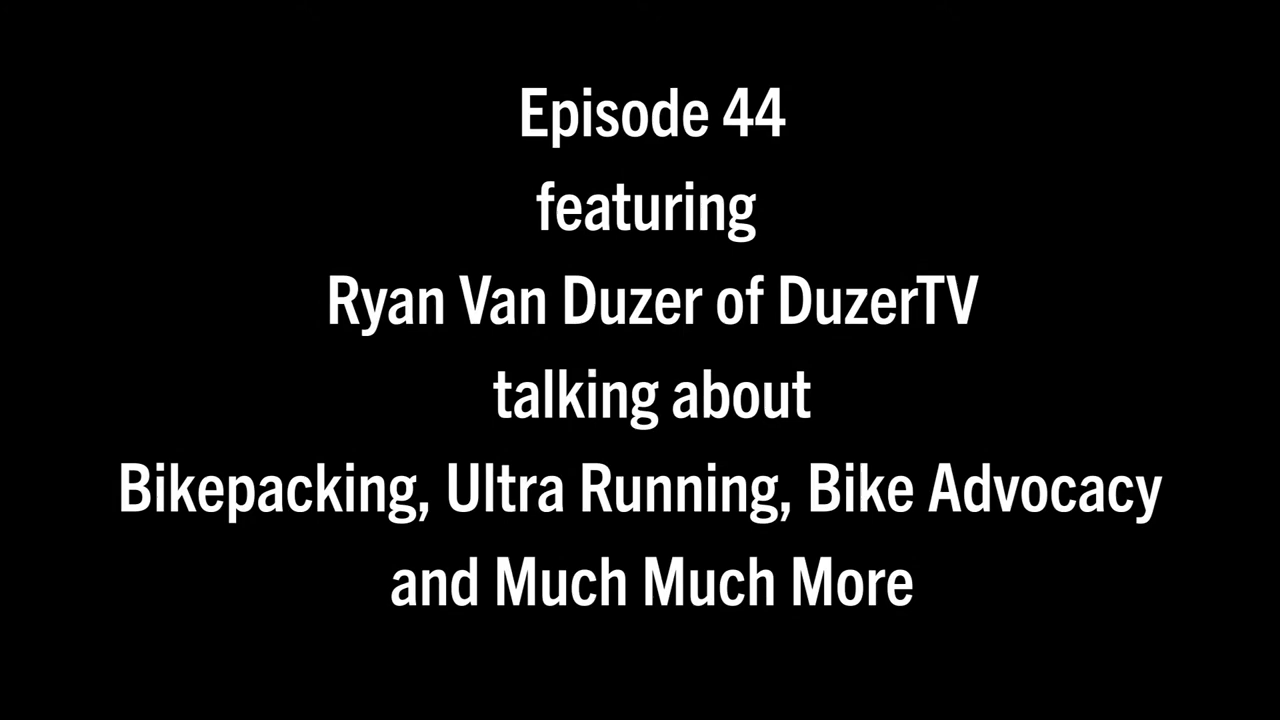 Episode 44
featuring
Ryan Van Duzer of DuzerTV
talking about
Bikepacking, Ultra Running, Bike Advocacy
and Much Much More